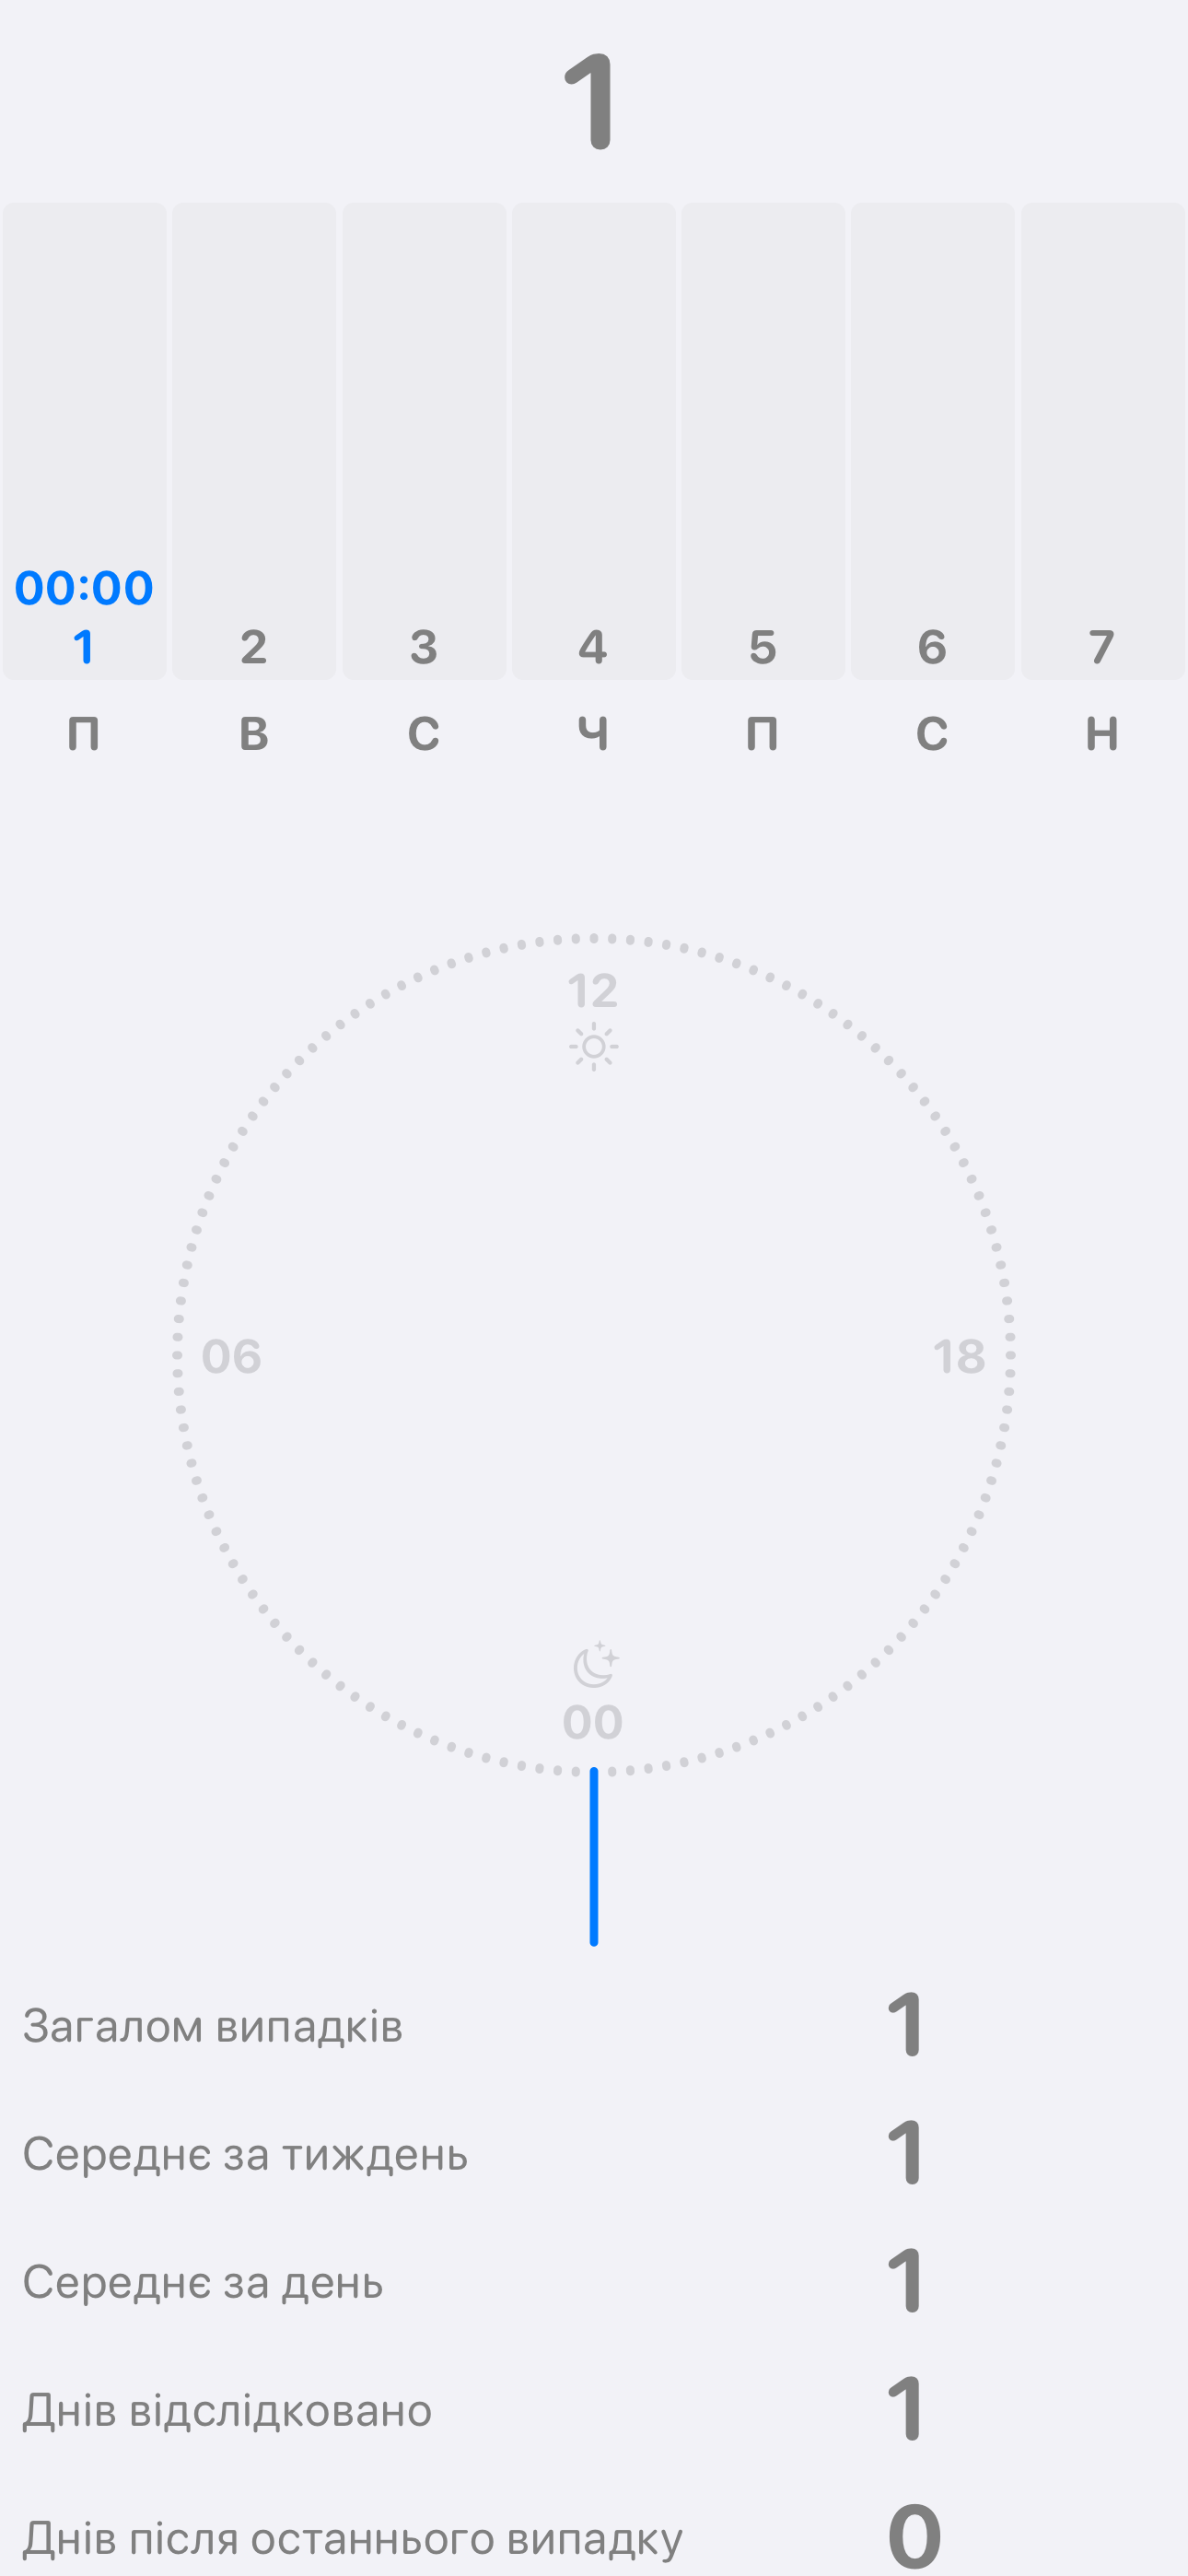 1
00:00
1 2 3 4 5 6 7
П В С Ч П С Н
12
06 18
00
Загалом випадків 1
Середнє за тиждень 1
Середнє за день 1
Днів відслідковано 1
Днів після останнього випадку 0